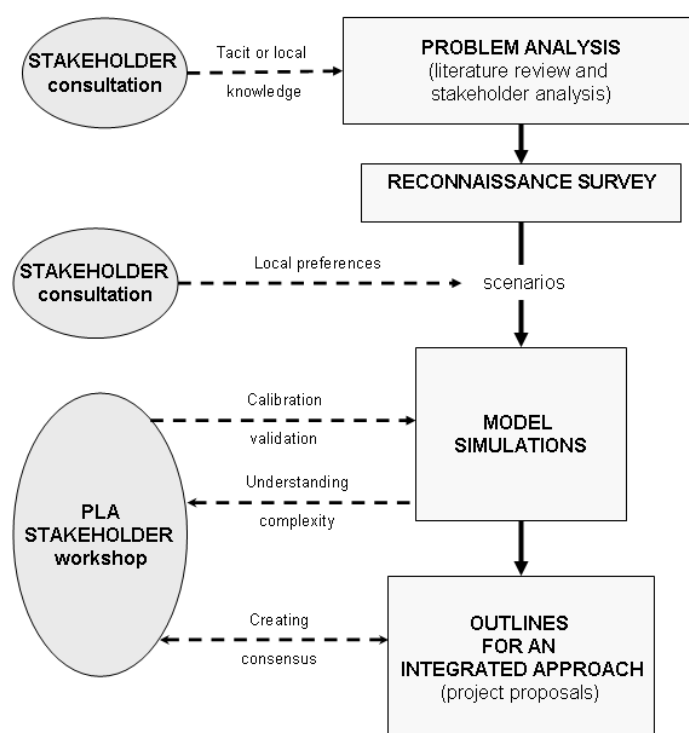 STAKEHOLDER
consultation
Tacit or local
knowledge
PROBLEM ANALYSIS
(literature review and
stakeholder analysis)
RECONNAISSANCE SURVEY
STAKEHOLDER
consultation
Local preferences
scenarios
Calibration
validation
MODEL
SIMULATIONS
Understanding
complexity
PLA
STAKEHOLDER
workshop
Creating
consensus
OUTLINES
FOR AN
INTEGRATED APPROACH
(project proposals)